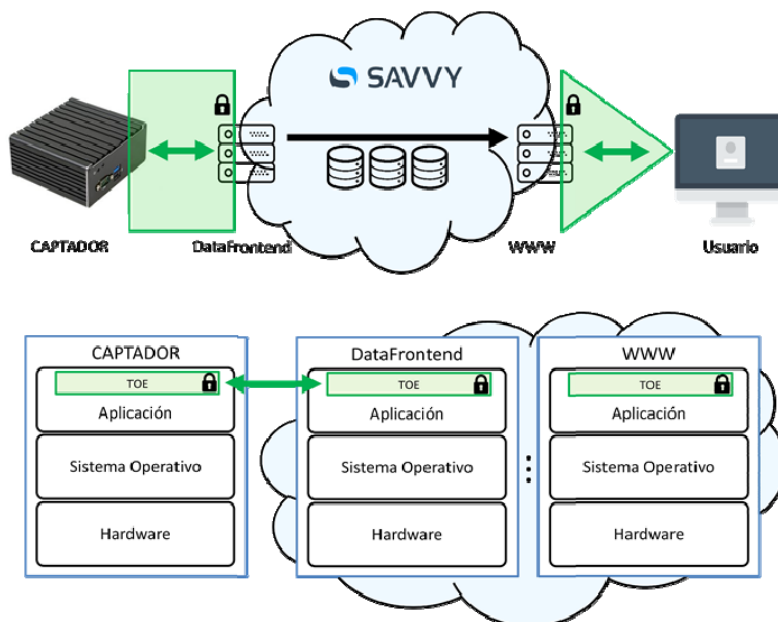 SAVVY
CAPTADOR
DataFrontend
WWW
Usuario
CAPTADOR
TOE
Aplicación
Sistema Operativo
Hardware
DataFrontend
TOE
Aplicación
Sistema Operativo
Hardware
WWW
TOE
Aplicación
Sistema Operativo
Hardware